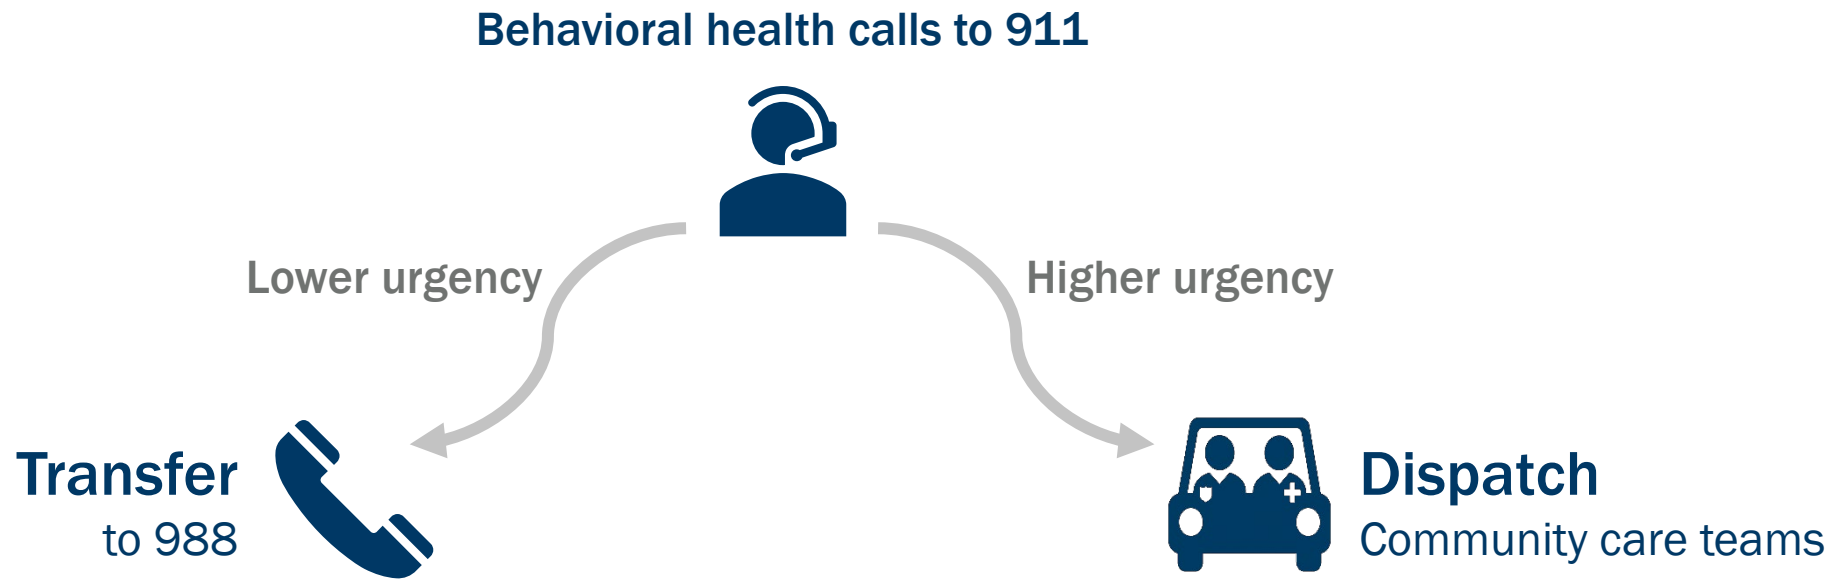 Behavioral health calls to 911
Lower urgency
Higher urgency
Transfer
to 988
Dispatch
Community care teams